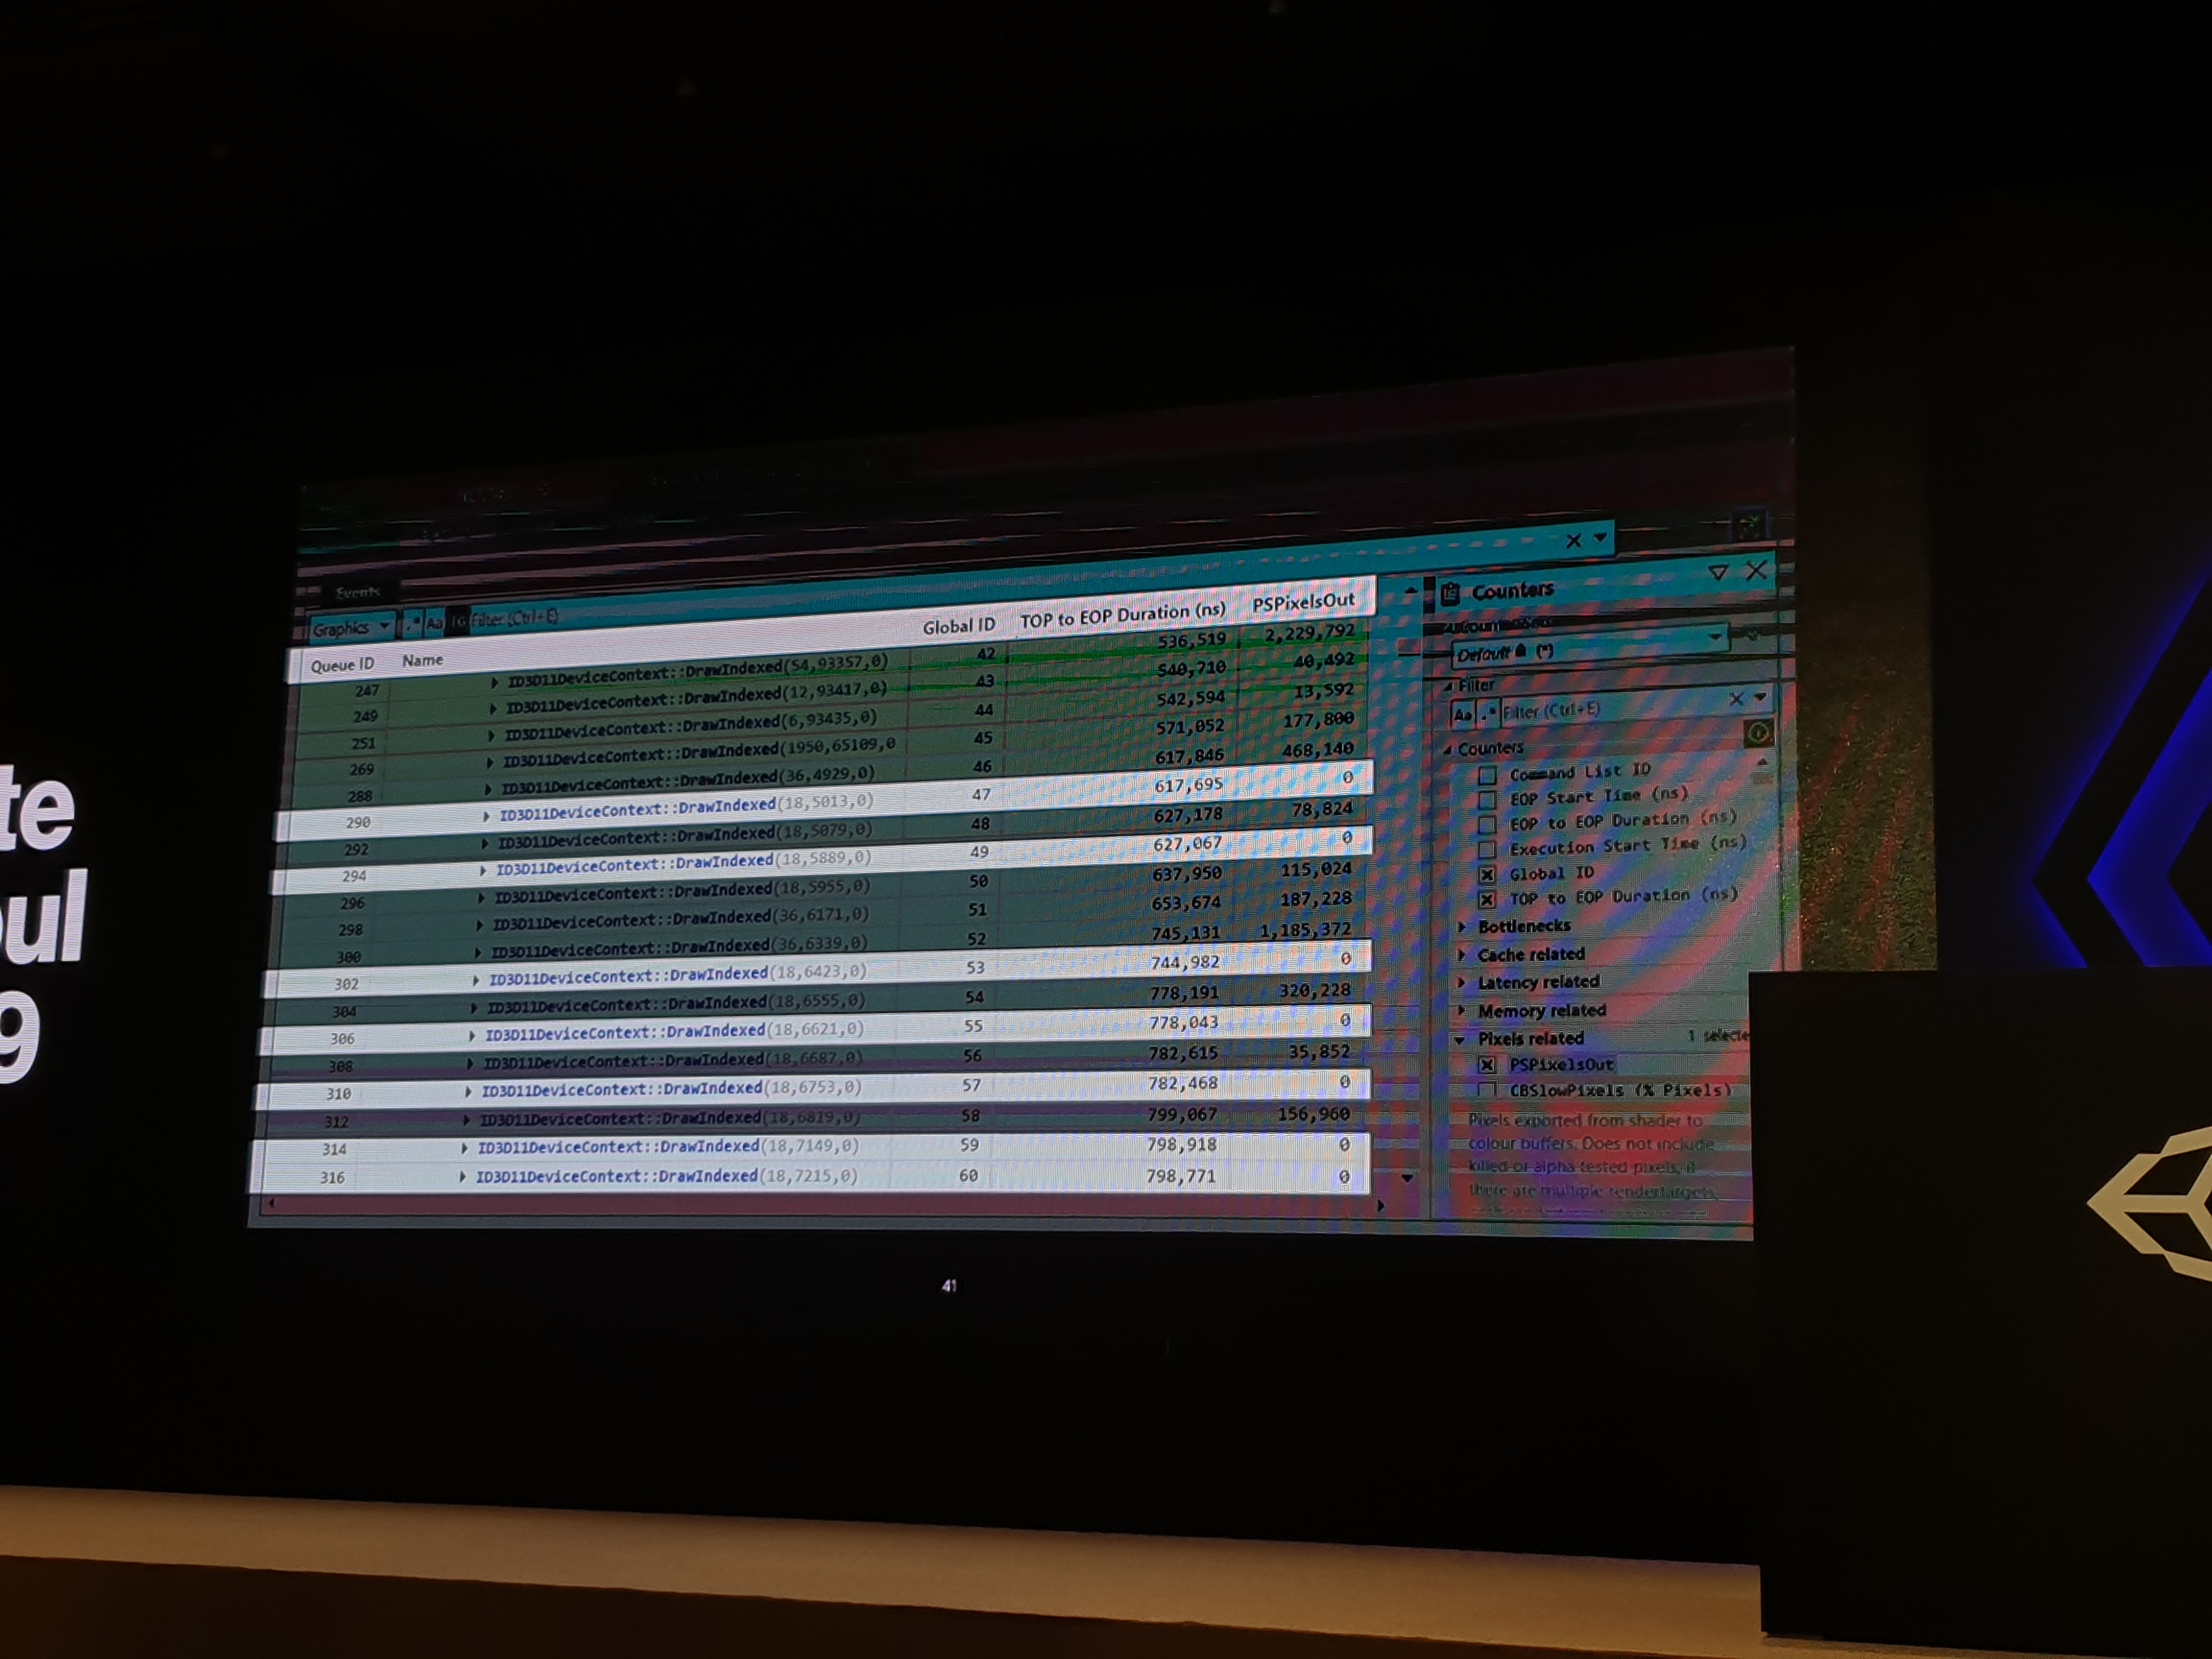 te
ul
9
Events
Graphics .* Aa Filter (Ctrl+E)
Queue ID Name Global ID TOP to EOP Duration (ns) PSPixelsOut
247 ID3D11DeviceContext::DrawIndexed(54,93357,0) 42 536,519 2,229,792
249 ID3D11DeviceContext::DrawIndexed(12,93417,0) 43 540,710 40,492
251 ID3D11DeviceContext::DrawIndexed(6,93435,0) 44 542,594 13,592
269 ID3D11DeviceContext::DrawIndexed(1950,65109,0 45 571,052 177,800
288 ID3D11DeviceContext::DrawIndexed(36,4929,0) 46 617,846 468,140
290 ID3D11DeviceContext::DrawIndexed(18,5013,0) 47 617,695 0
292 ID3D11DeviceContext::DrawIndexed(18,5079,0) 48 627,178 78,824
294 ID3D11DeviceContext::DrawIndexed(18,5889,0) 49 627,067 0
296 ID3D11DeviceContext::DrawIndexed(18,5955,0) 50 637,950 115,024
298 ID3D11DeviceContext::DrawIndexed(36,6171,0) 51 653,674 187,228
300 ID3D11DeviceContext::DrawIndexed(36,6339,0) 52 745,131 1,185,372
302 ID3D11DeviceContext::DrawIndexed(18,6423,0) 53 744,982 0
304 ID3D11DeviceContext::DrawIndexed(18,6555,0) 54 778,191 320,228
306 ID3D11DeviceContext::DrawIndexed(18,6621,0) 55 778,043 0
308 ID3D11DeviceContext::DrawIndexed(18,6687,0) 56 782,615 35,852
310 ID3D11DeviceContext::DrawIndexed(18,6753,0) 57 782,468 0
312 ID3D11DeviceContext::DrawIndexed(18,6819,0) 58 799,067 156,960
314 ID3D11DeviceContext::DrawIndexed(18,7149,0) 59 798,918 0
316 ID3D11DeviceContext::DrawIndexed(18,7215,0) 60 798,771 0
Counters
Default (*)
Filter
Aa .* Filter (Ctrl+E)
Counters
Command List ID
EOP Start Time (ns)
EOP to EOP Duration (ns)
Execution Start Time (ns)
Global ID
TOP to EOP Duration (ns)
Bottlenecks
Cache related
Latency related
Memory related
Pixels related 1 selecte
PSPixelsOut
CBSlowPixels (% Pixels)
Pixels exported from shader to
colour buffers. Does not include
killed or alpha tested pixels, if
there are multiple rendertargets,
41